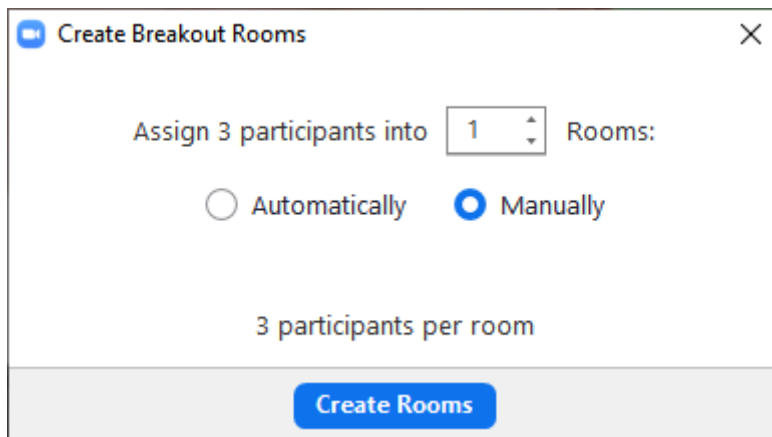 Create Breakout Rooms
Assign 3 participants into 1 Rooms:
Automatically Manually
3 participants per room
Create Rooms